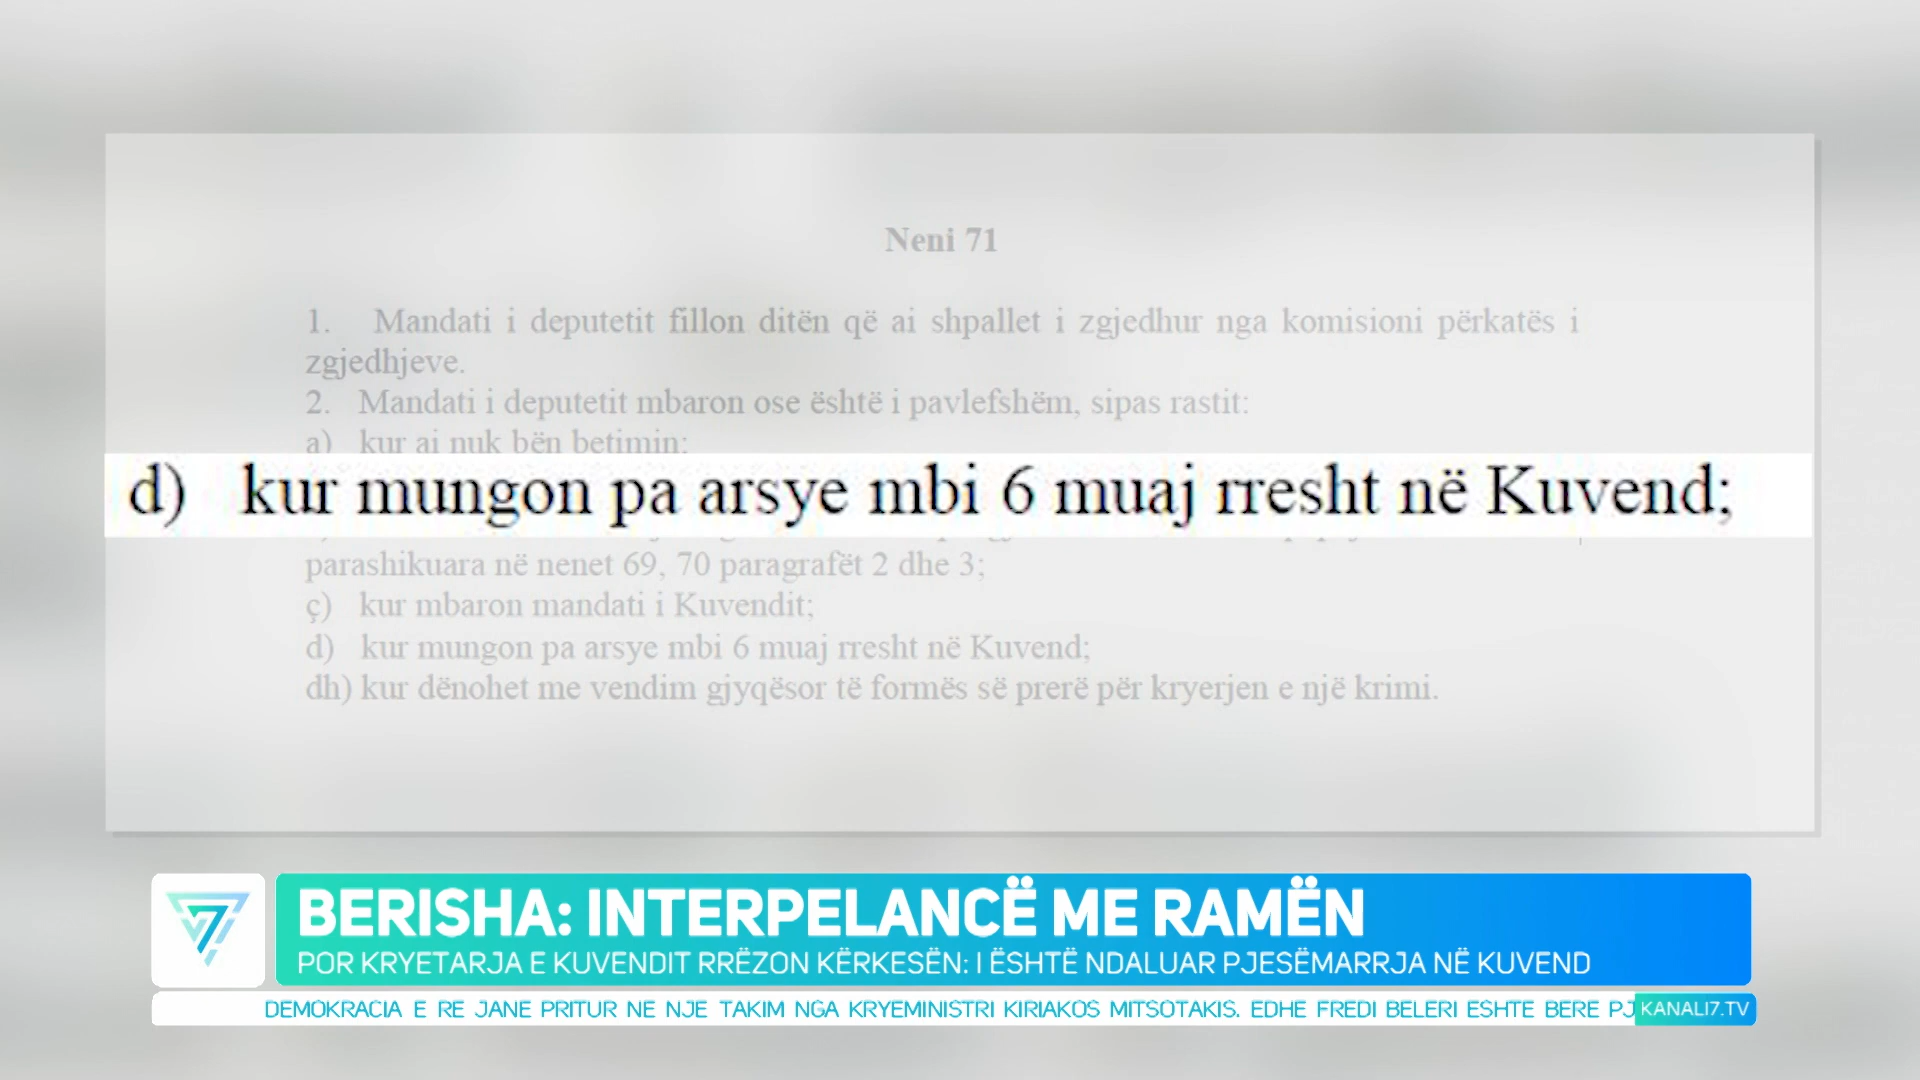 Neni 71
1. Mandati i deputetit fillon ditën që ai shpallet i zgjedhur nga komisioni përkatës i
zgjedhjeve.
2. Mandati i deputetit mbaron ose është i pavlefshëm, sipas rastit:
a) kur ai nuk bën betimin;
d) kur mungon pa arsye mbi 6 muaj rresht në Kuvend;
parashikuara në nenet 69, 70 paragrafët 2 dhe 3;
ç) kur mbaron mandati i Kuvendit;
d) kur mungon pa arsye mbi 6 muaj rresht në Kuvend;
dh) kur dënohet me vendim gjyqësor të formës së prerë për kryerjen e një krimi.
BERISHA: INTERPELANCË ME RAMËN
POR KRYETARJA E KUVENDIT RRËZON KËRKESËN: I ËSHTË NDALUAR PJESËMARRJA NË KUVEND
DEMOKRACIA E RE JANE PRITUR NE NJE TAKIM NGA KRYEMINISTRI KIRIAKOS MITSOTAKIS. EDHE FREDI BELERI ESHTE BERE PJ
KANALI7.TV